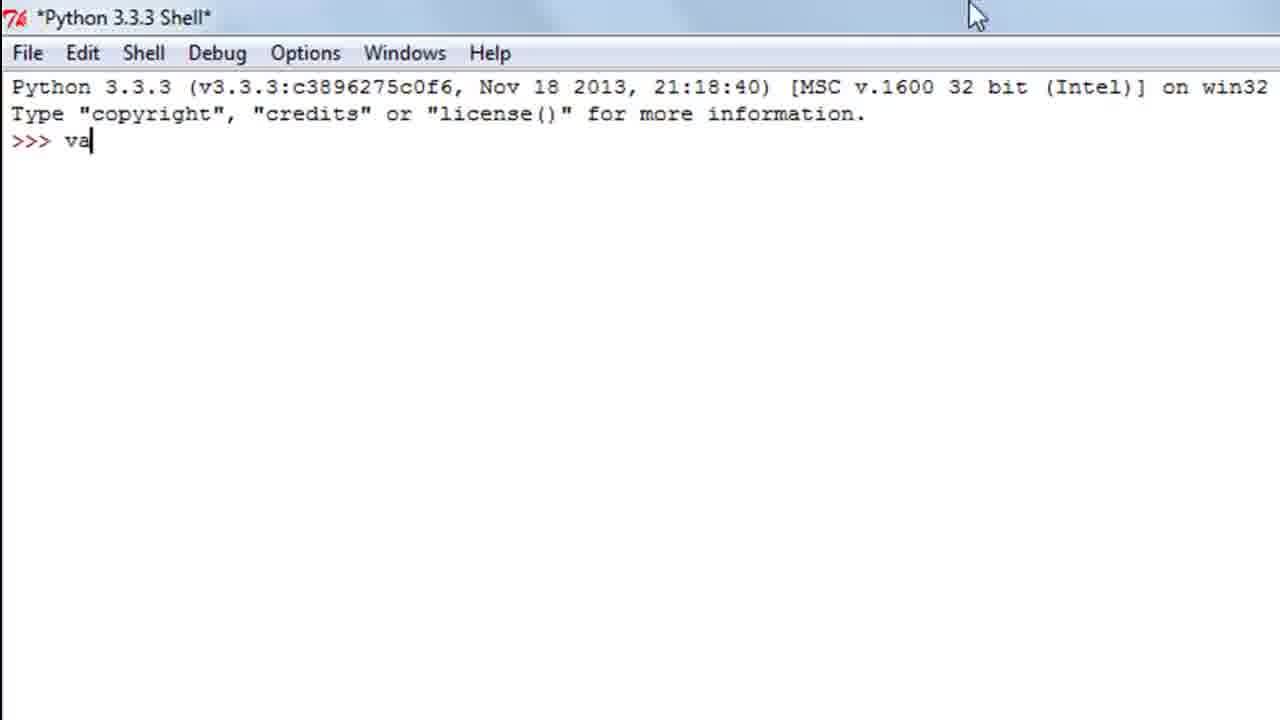 *Python 3.3.3 Shell*
File Edit Shell Debug Options Windows Help
Python 3.3.3 (v3.3.3:c3896275c0f6, Nov 18 2013, 21:18:40) [MSC v.1600 32 bit (Intel)] on win32
Type "copyright", "credits" or "license()" for more information.
>>> va